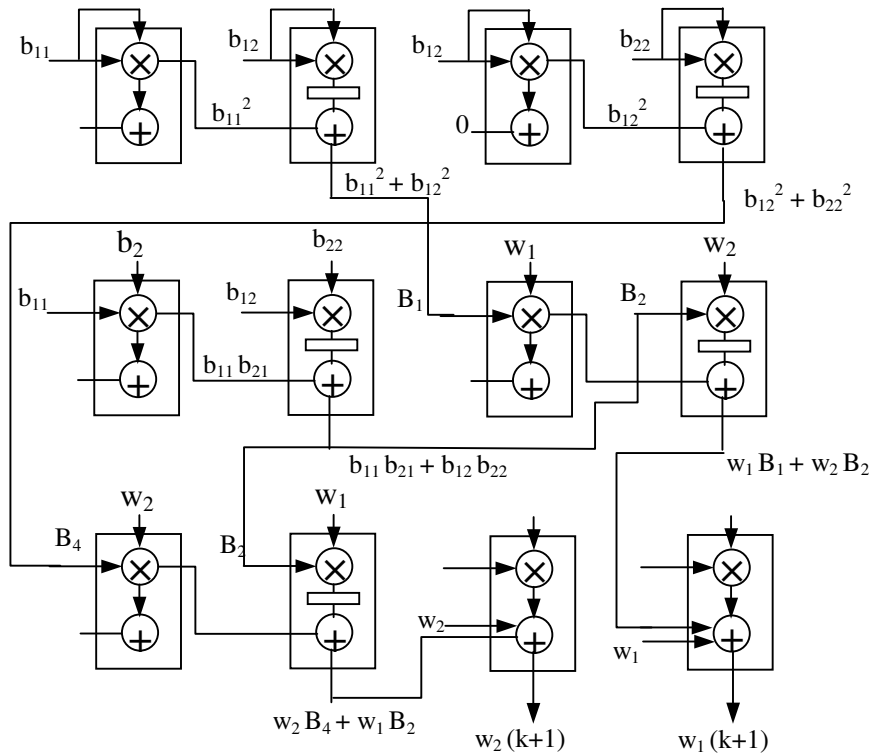 b₁₁ b₁₂ b₁₂ b₂₂
b₁₁² 0 b₁₂²
b₁₁² + b₁₂² b₁₂² + b₂₂²
b₂ b₂₂ w₁ w₂
b₁₁ b₁₂ B₁ B₂
b₁₁ b₂₁
b₁₁ b₂₁ + b₁₂ b₂₂ w₁ B₁ + w₂ B₂
w₂ w₁
B₄ B₂
w₂ w₁
w₂ B₄ + w₁ B₂ w₂ (k+1) w₁ (k+1)